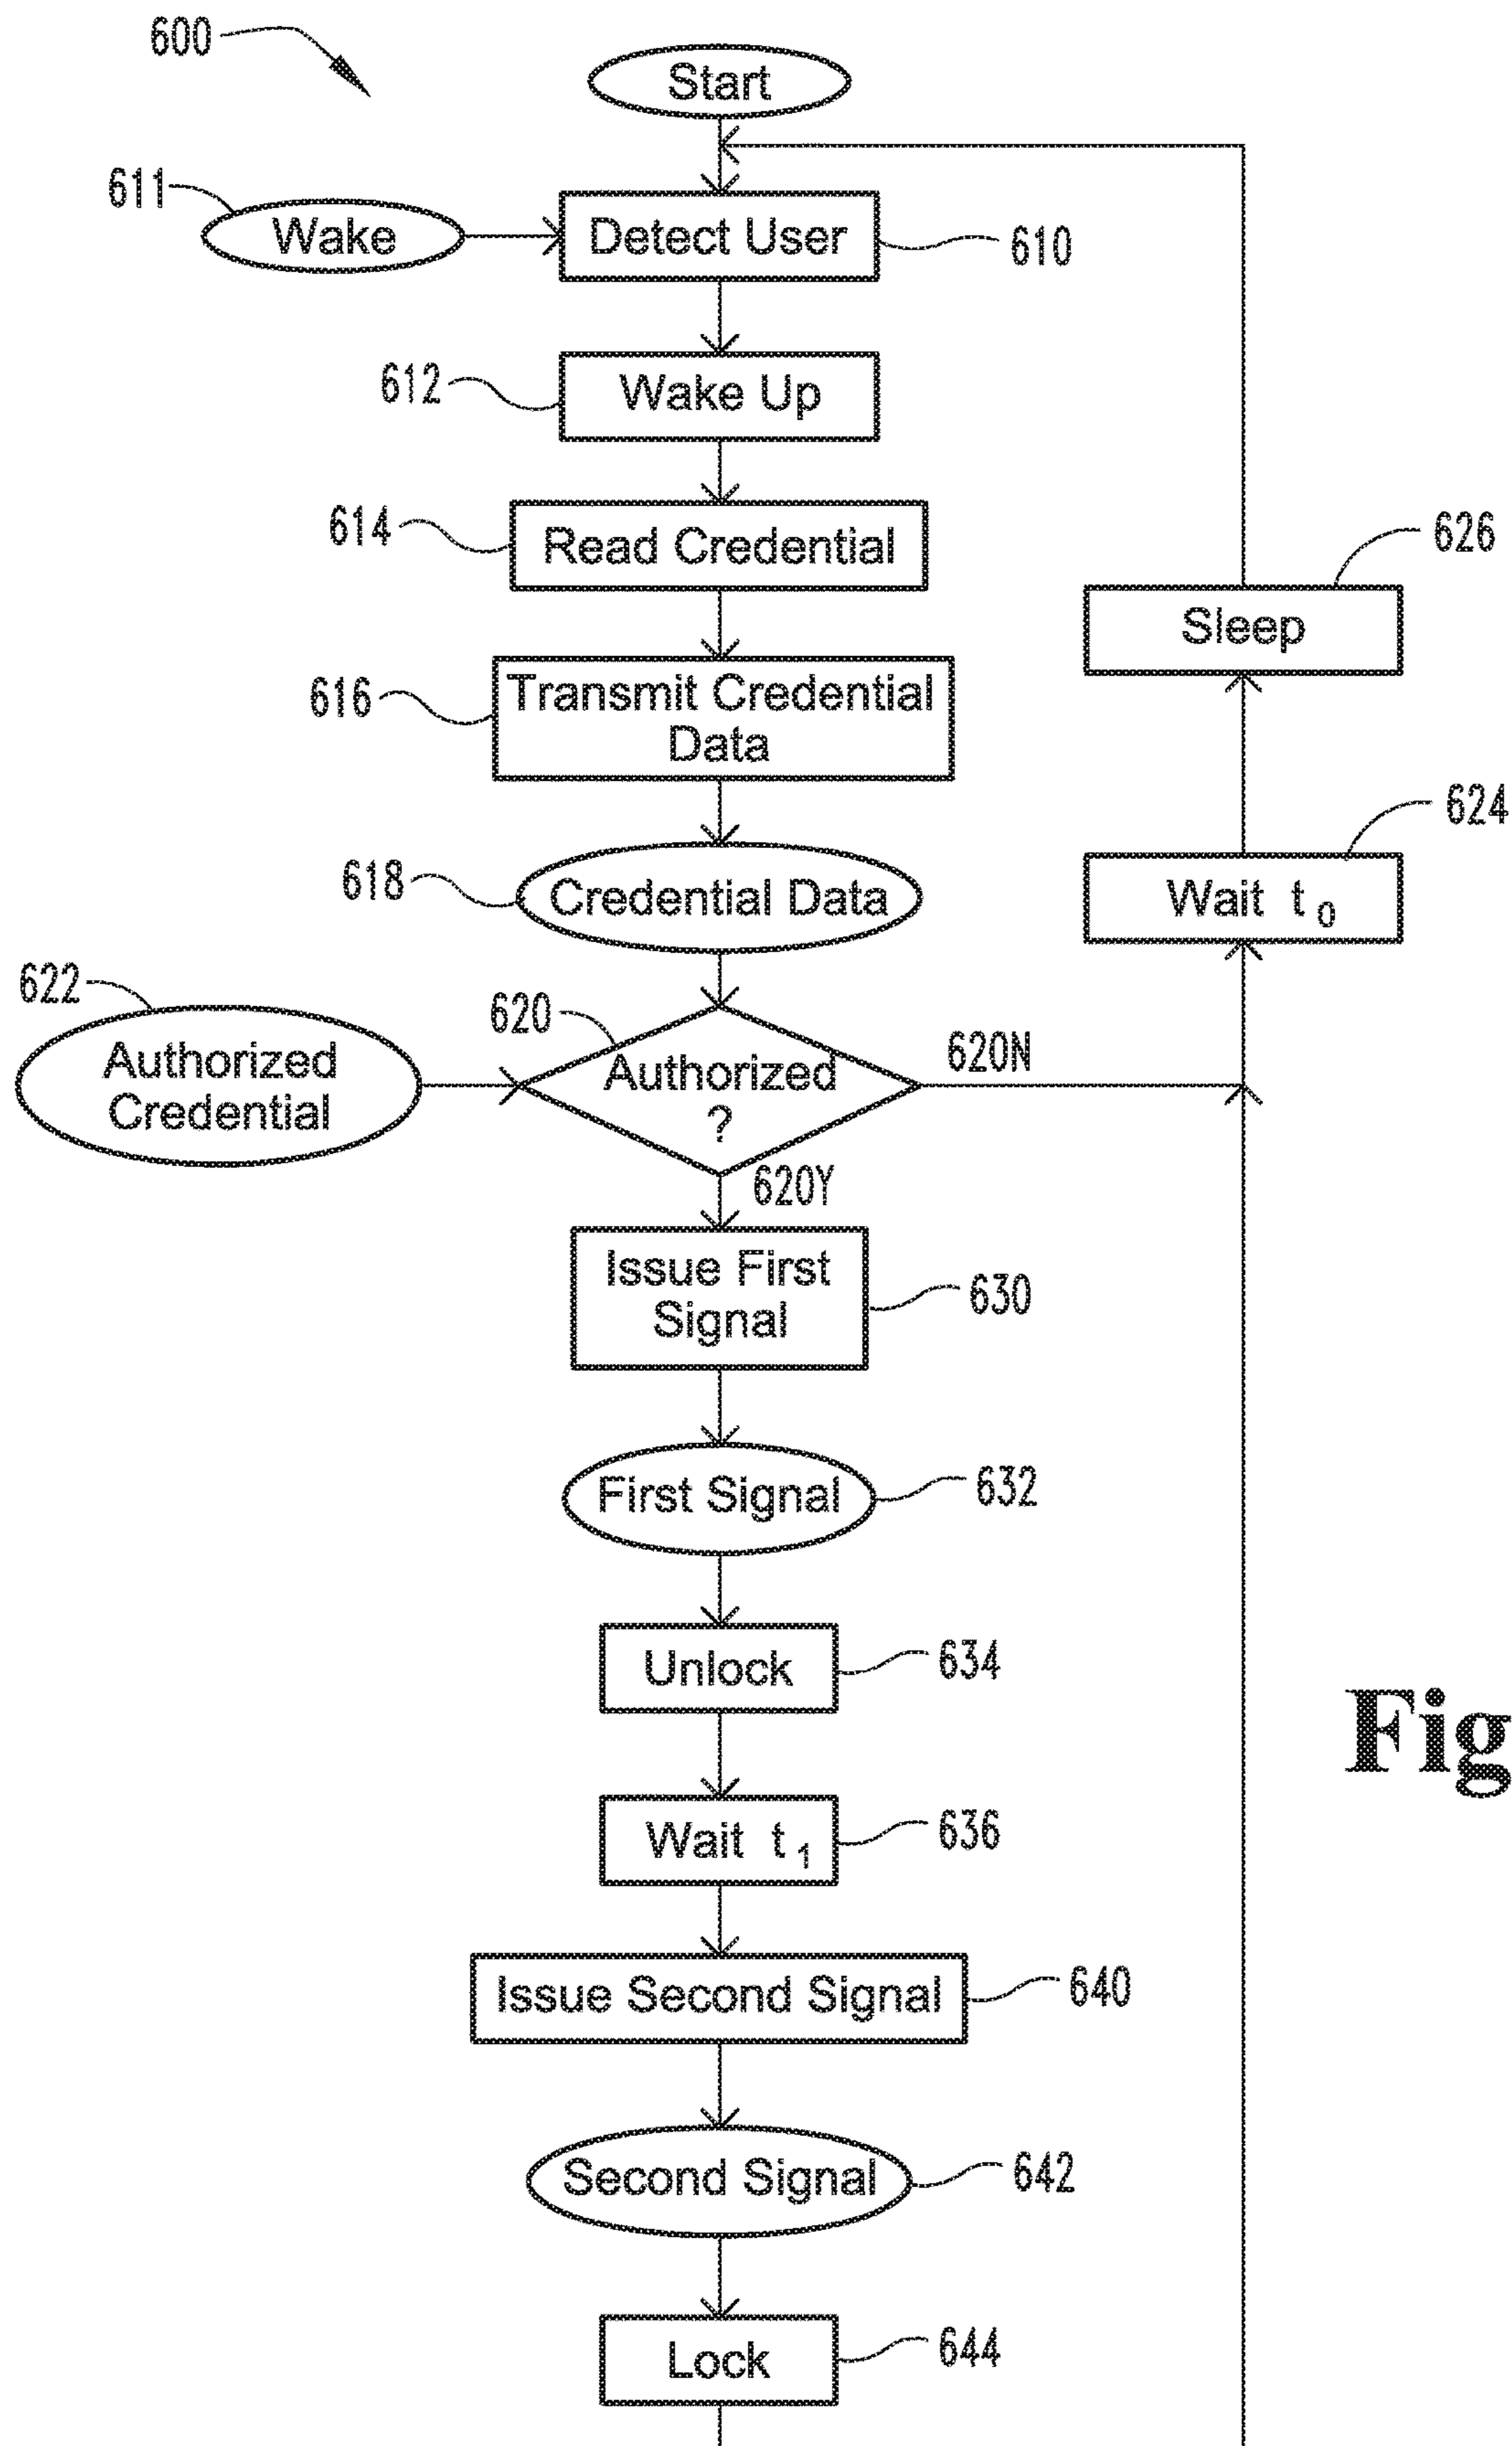 600
Start
611
Wake
Detect User
610
612
Wake Up
614
Read Credential
626
Sleep
616
Transmit Credential
Data
624
Wait t₀
618
Credential Data
622
Authorized
Credential
620
Authorized
?
620N
620Y
Issue First
Signal
630
First Signal
632
Unlock
634
Fig
Wait t₁
636
Issue Second Signal
640
Second Signal
642
Lock
644